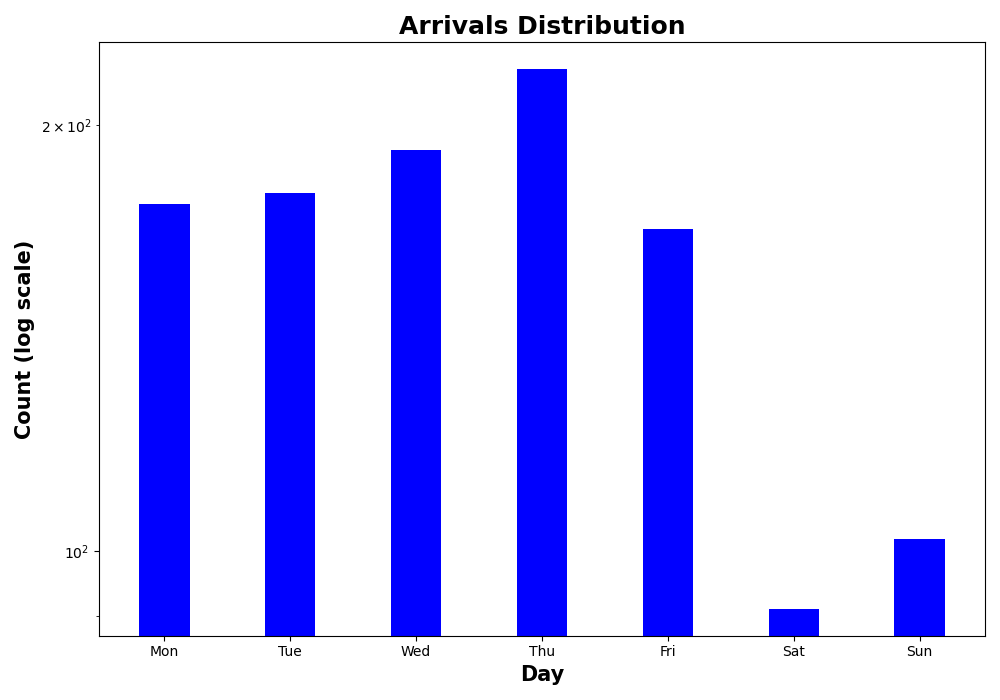 Arrivals Distribution
Count (log scale)
2 × 10²
10²
Mon Tue Wed Thu Fri Sat Sun
Day